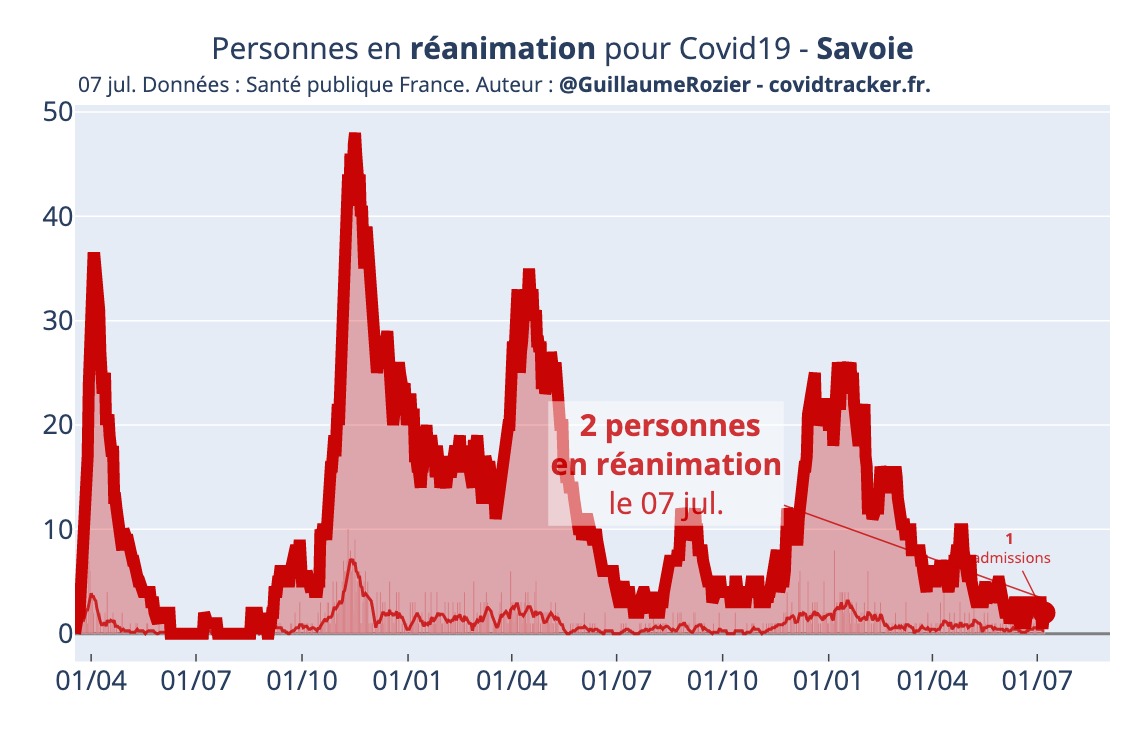 Personnes en réanimation pour Covid19 - Savoie
07 jul. Données : Santé publique France. Auteur : @GuillaumeRozier - covidtracker.fr.
50
40
30
20
10
0
2 personnes
en réanimation
le 07 jul.
1
admissions
01/04 01/07 01/10 01/01 01/04 01/07 01/10 01/01 01/04 01/07